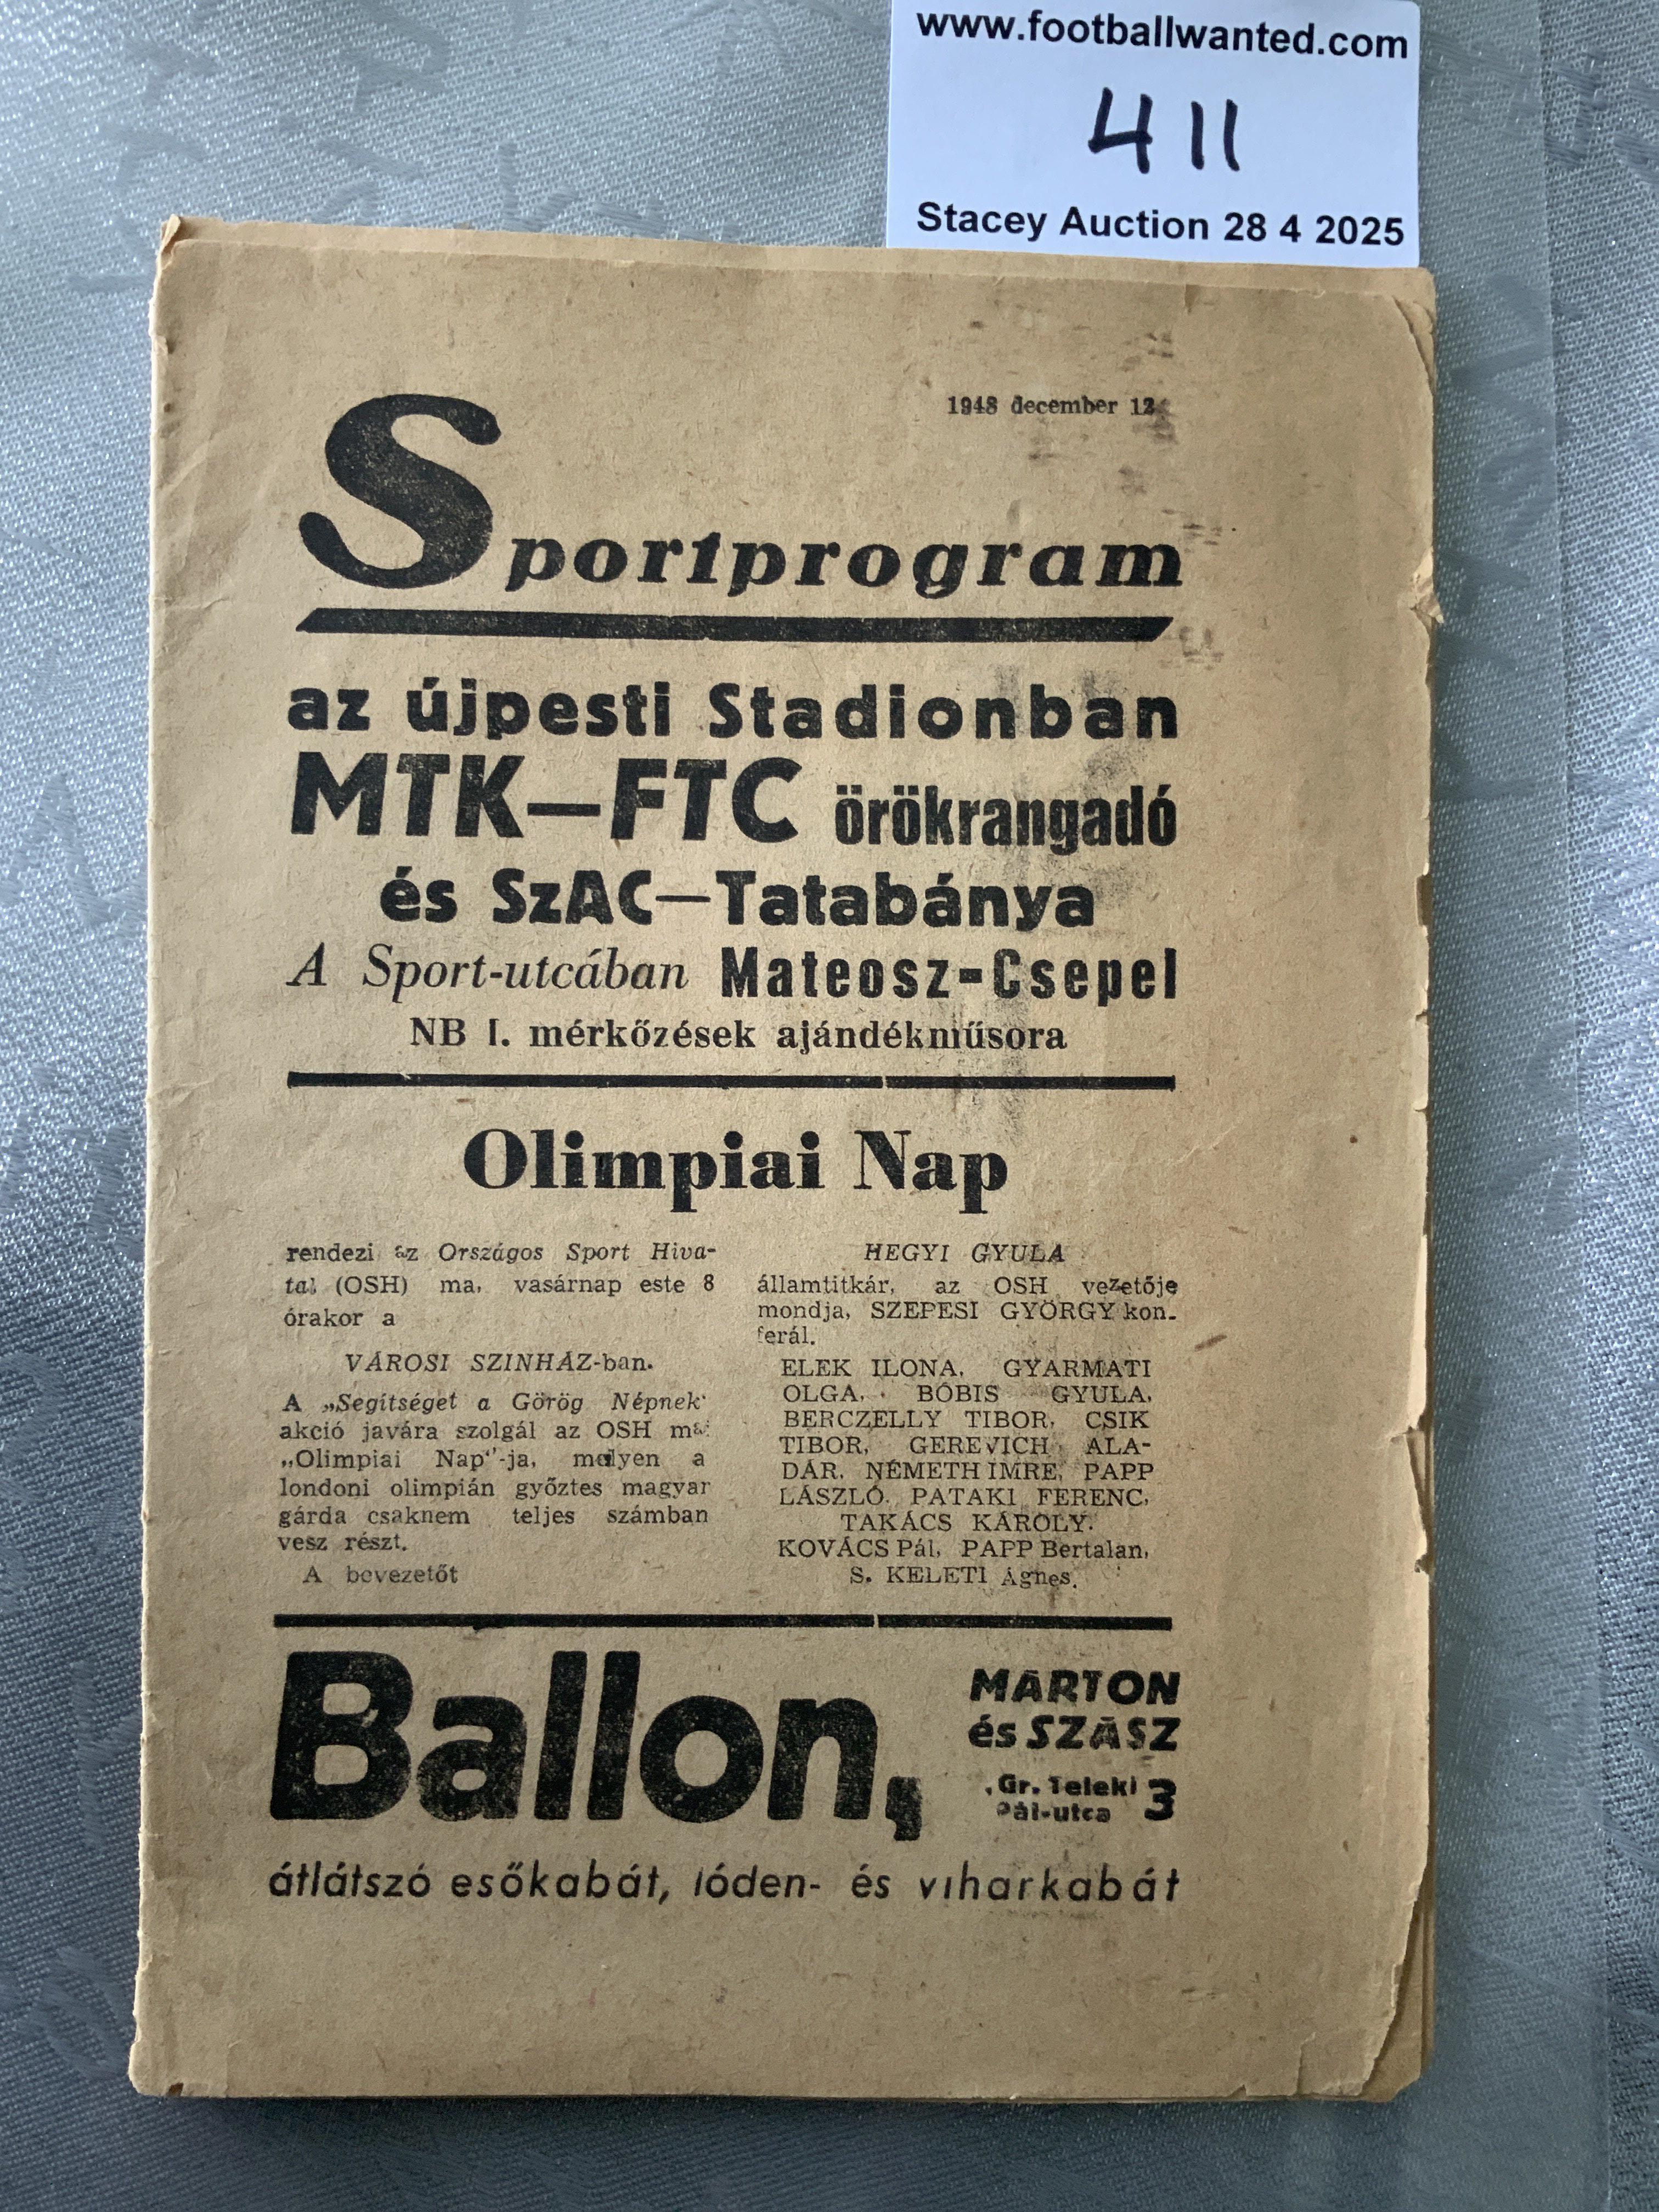 www.footballwanted.com
411
Stacey Auction 28 4 2025
1948 december 12.
Sportprogram
az újpesti Stadionban
MTK—FTC örökrangadó
és SzAC—Tatabánya
A Sport-utcában Mateosz-Csepel
NB I. mérkőzések ajándékműsora
Olimpiai Nap
rendezi az Országos Sport Hiva-
tal (OSH) ma, vasárnap este 8
órakor a
VÁROSI SZINHÁZ-ban.
A „Segítséget a Görög Népnek"
akció javára szolgál az OSH mai
„Olimpiai Nap"-ja, melyen a
londoni olimpián győztes magyar
gárda csaknem teljes számban
vesz részt.
A bevezetőt
HEGYI GYULA
államtitkár, az OSH vezetője
mondja, SZEPESI GYÖRGY kon-
ferál.
ELEK ILONA, GYARMATI
OLGA, BÓBIS GYULA,
BERCZELLY TIBOR, CSIK
TIBOR, GEREVICH ALA-
DÁR, NÉMETH IMRE, PAPP
LÁSZLÓ, PATAKI FERENC,
TAKÁCS KÁROLY.
KOVÁCS Pál, PAPP Bertalan,
S. KELETI Ágnes.
Ballon,
MÁRTON
és SZÁSZ
Gr. Teleki
Pál-utca 3
átlátszó esőkabát, lóden- és viharkabát